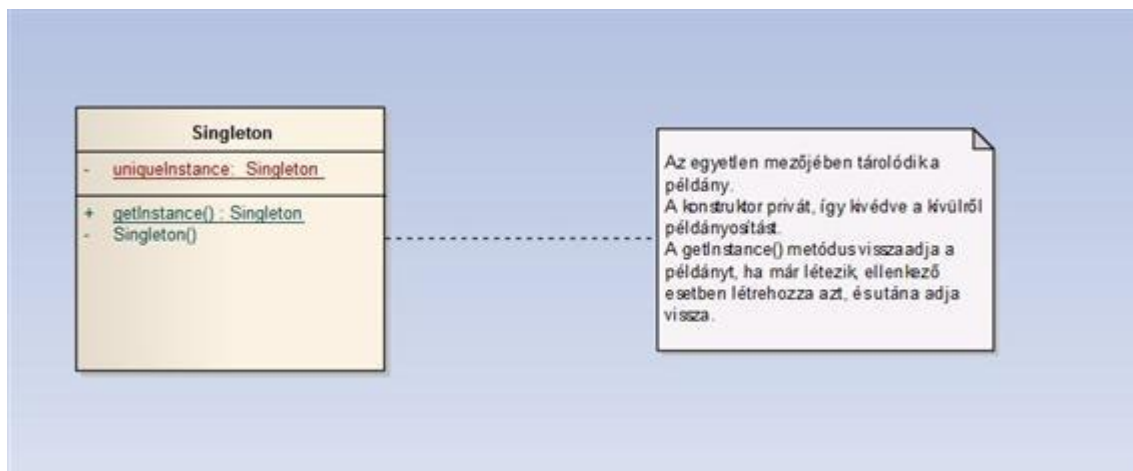 Singleton
- uniqueInstance: Singleton
+ getInstance() : Singleton
- Singleton()
Az egyetlen mezőjében tárolódik a
példány.
A konstruktor privát, így kivédve a kívülről
példányosítást.
A getInstance() metódus visszaadja a
példányt, ha már létezik, ellenkező
esetben létrehozza azt, és utána adja
vissza.